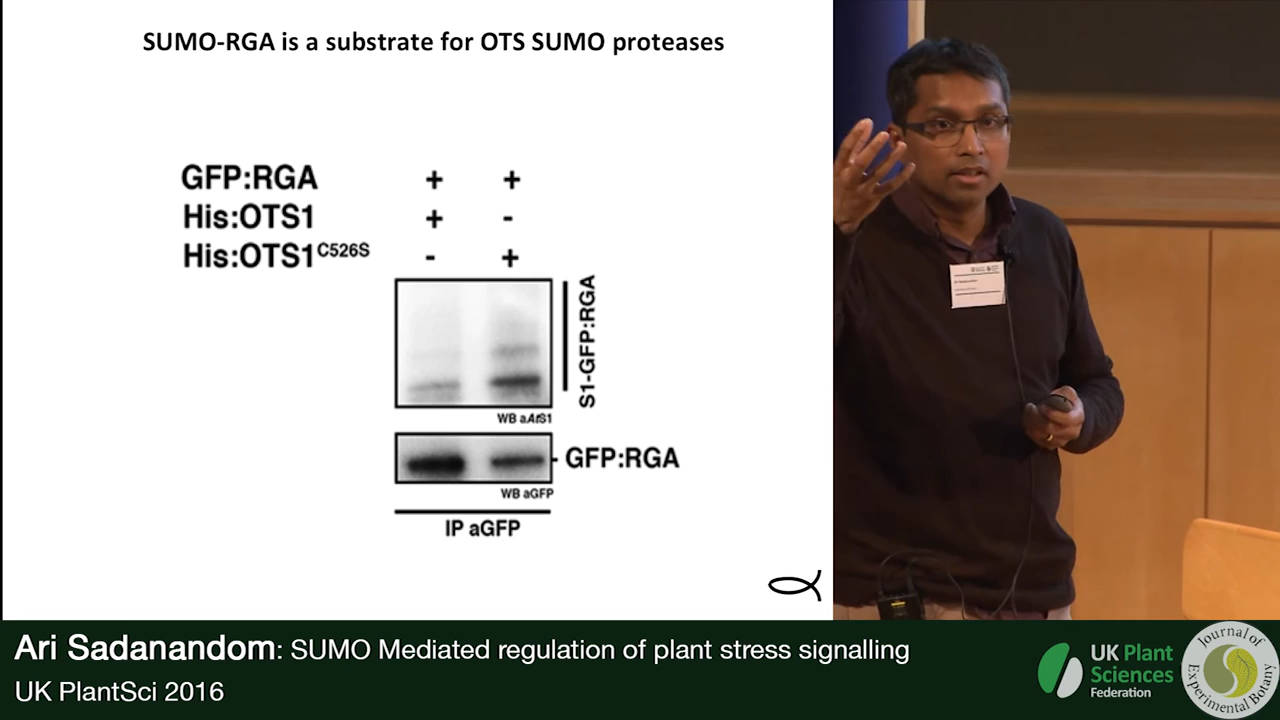 SUMO-RGA is a substrate for OTS SUMO proteases
GFP:RGA + +
His:OTS1 + -
His:OTS1C526S - +
S1-GFP:RGA
WB aAtS1
GFP:RGA
WB aGFP
IP aGFP
Ari Sadanandom: SUMO Mediated regulation of plant stress signalling
UK PlantSci 2016
UK Plant
Sciences
Federation
Journal of
Experimental Botany